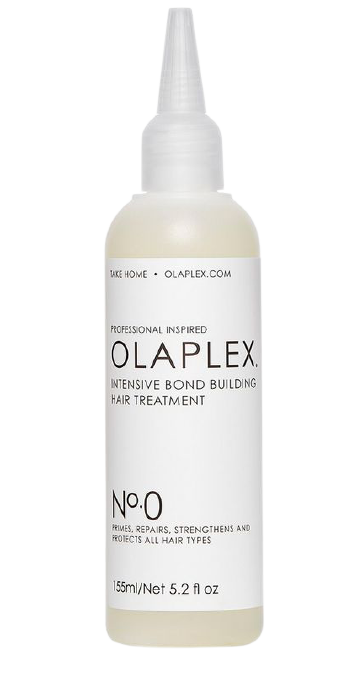 TAKE HOME • OLAPLEX.COM
PROFESSIONAL INSPIRED
OLAPLEX.
INTENSIVE BOND BUILDING
HAIR TREATMENT
No.0
PRIMES, REPAIRS, STRENGTHENS AND
PROTECTS ALL HAIR TYPES
155ml/Net 5.2 fl oz